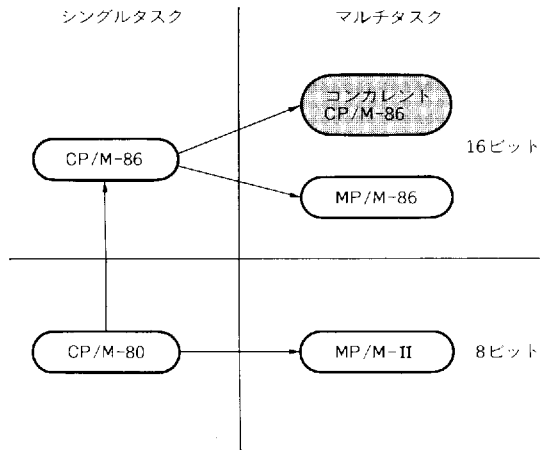 シングルタスク
マルチタスク
コンカレント
CP/M-86
16ビット
CP/M-86
MP/M-86
CP/M-80
MP/M-II
8ビット